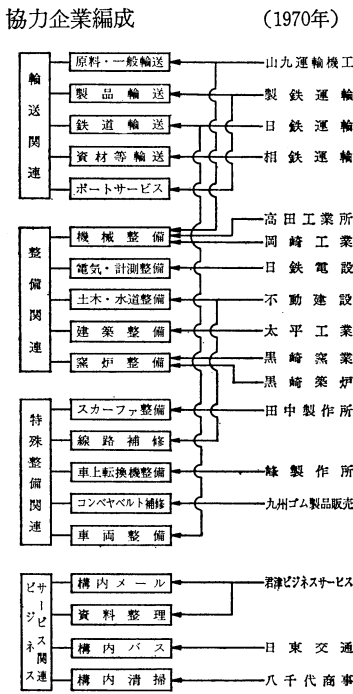 協力企業編成 (1970年)
輸送関連
原料・一般輸送 山九運輸機工
製品輸送 製鉄運輸
鉄道輸送 日鉄運輸
資材等輸送 相鉄運輸
ポートサービス
整備関連
高田工業所
機械整備 岡崎工業
電気・計測整備 日鉄電設
土木・水道整備 不動建設
建築整備 太平工業
窯炉整備 黒崎窯業
黒崎築炉
特殊整備関連
スカーファ整備 田中製作所
線路補修
車上転換機整備 峰製作所
コンベヤベルト補修 九州ゴム製品販売
車両整備
ビジネスサービス関連
構内メール 君津ビジネスサービス
資料整理
構内バス 日東交通
構内清掃 八千代商事